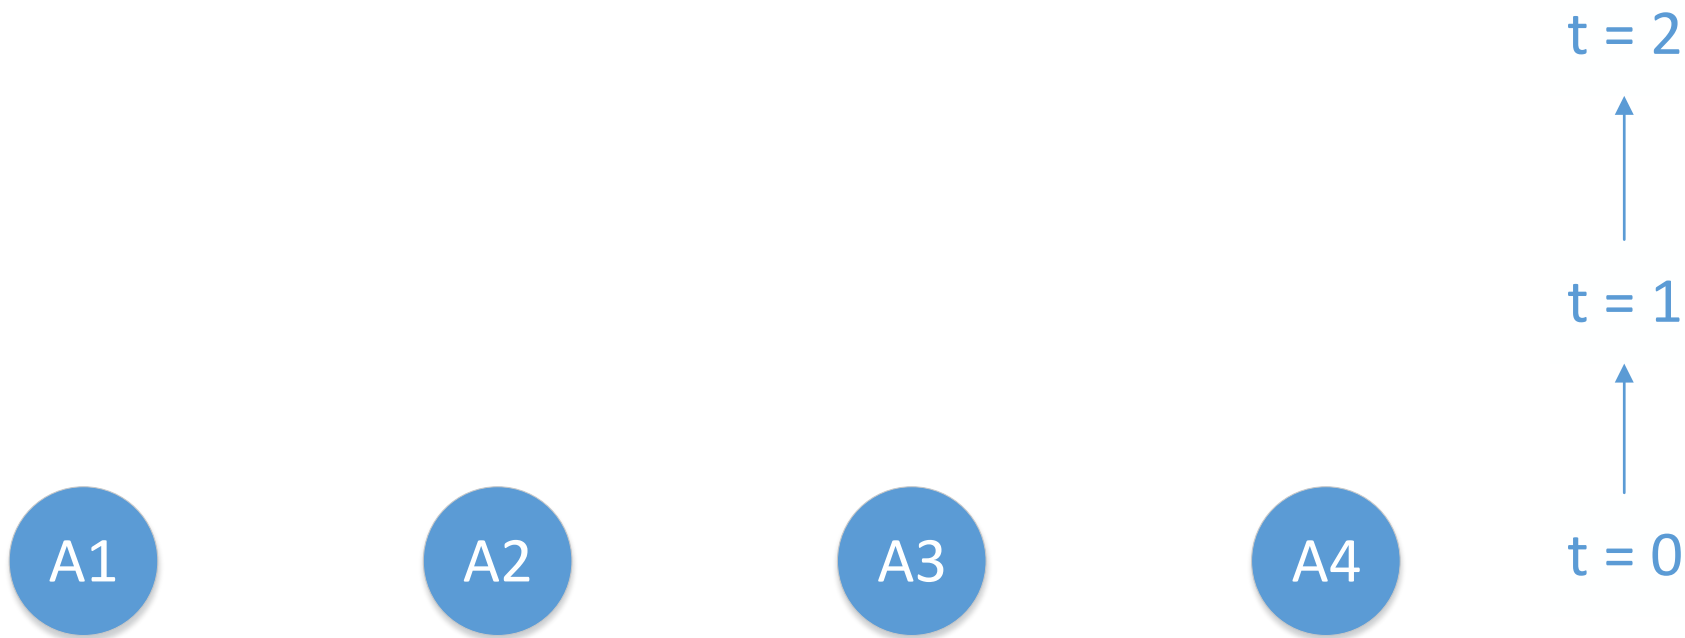 t = 2
t = 1
A1
A2
A3
A4
t = 0